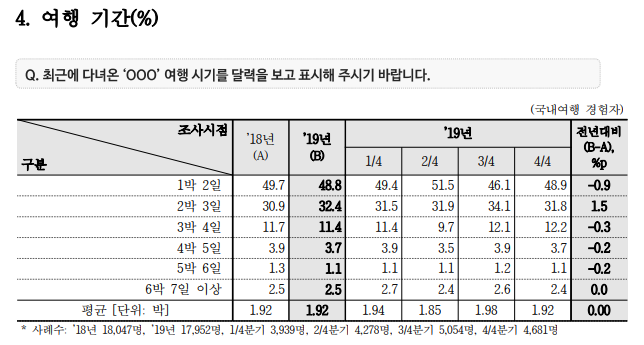 4. 여행 기간(%)
Q. 최근에 다녀온 ‘OOO’ 여행 시기를 달력을 보고 표시해 주시기 바랍니다.
(국내여행 경험자)
조사시점 구분 '18년 (A) '19년 (B) '19년 전년대비 (B-A), %p
1/4 2/4 3/4 4/4
1박 2일 49.7 48.8 49.4 51.5 46.1 48.9 -0.9
2박 3일 30.9 32.4 31.5 31.9 34.1 31.8 1.5
3박 4일 11.7 11.4 11.4 9.7 12.1 12.2 -0.3
4박 5일 3.9 3.7 3.9 3.5 3.9 3.7 -0.2
5박 6일 1.3 1.1 1.1 1.1 1.2 1.1 -0.2
6박 7일 이상 2.5 2.5 2.7 2.4 2.6 2.4 0.0
평균 [단위: 박] 1.92 1.92 1.94 1.85 1.98 1.92 0.00
* 사례수: '18년 18,047명, '19년 17,952명, 1/4분기 3,939명, 2/4분기 4,278명, 3/4분기 5,054명, 4/4분기 4,681명